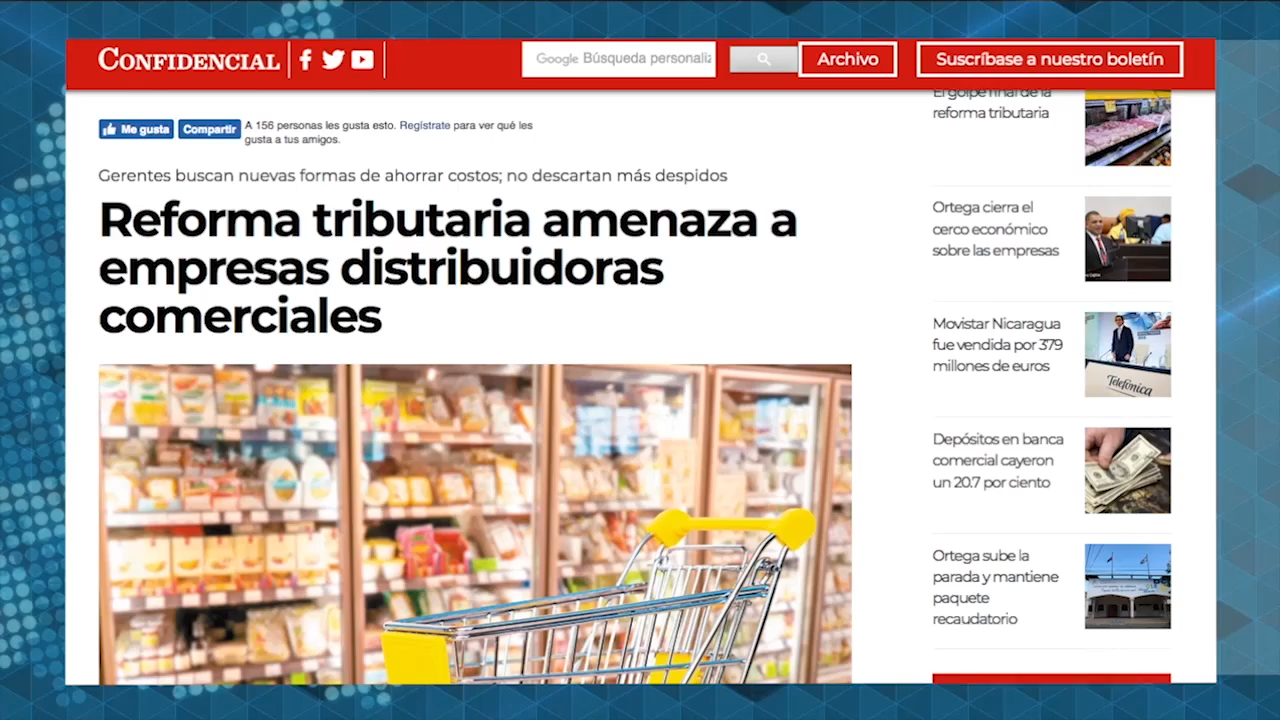 CONFIDENCIAL
Google Búsqueda personaliz
Archivo
Suscríbase a nuestro boletín
Me gusta
Compartir
A 156 personas les gusta esto. Regístrate para ver qué les
gusta a tus amigos.
Gerentes buscan nuevas formas de ahorrar costos; no descartan más despidos
Reforma tributaria amenaza a
empresas distribuidoras
comerciales
El golpe final de la
reforma tributaria
Ortega cierra el
cerco económico
sobre las empresas
Movistar Nicaragua
fue vendida por 379
millones de euros
Telefónica
Depósitos en banca
comercial cayeron
un 20.7 por ciento
Ortega sube la
parada y mantiene
paquete
recaudatorio